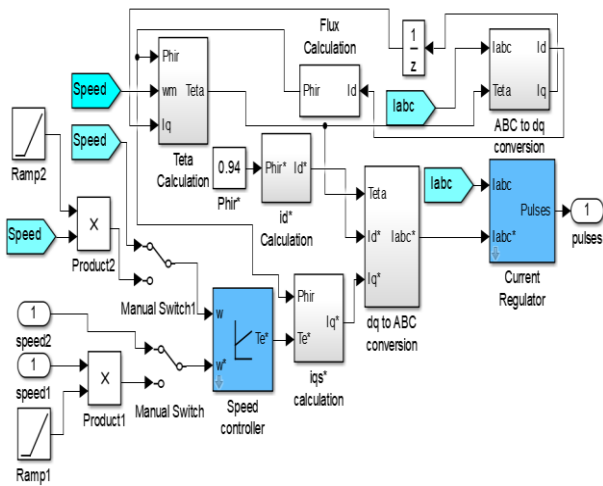 Flux
Calculation
1
z
Iabc
Id
Teta
Iq
ABC to dq
conversion
Phir
wm
Iq
Teta
Teta
Calculation
Speed
Speed
Phir
Id
Iabc
Ramp2
0.94
Phir*
Phir*
Id*
id*
Calculation
Speed
X
Product2
Manual Switch1
Teta
Id*
Iq*
Iabc*
dq to ABC
conversion
Iabc
Iabc
Iabc*
Pulses
Current
Regulator
1
pulses
1
speed2
1
speed1
X
Product1
Manual Switch
Ramp1
w
w*
Te*
Speed
controller
Phir
Te*
Iq*
iqs*
calculation